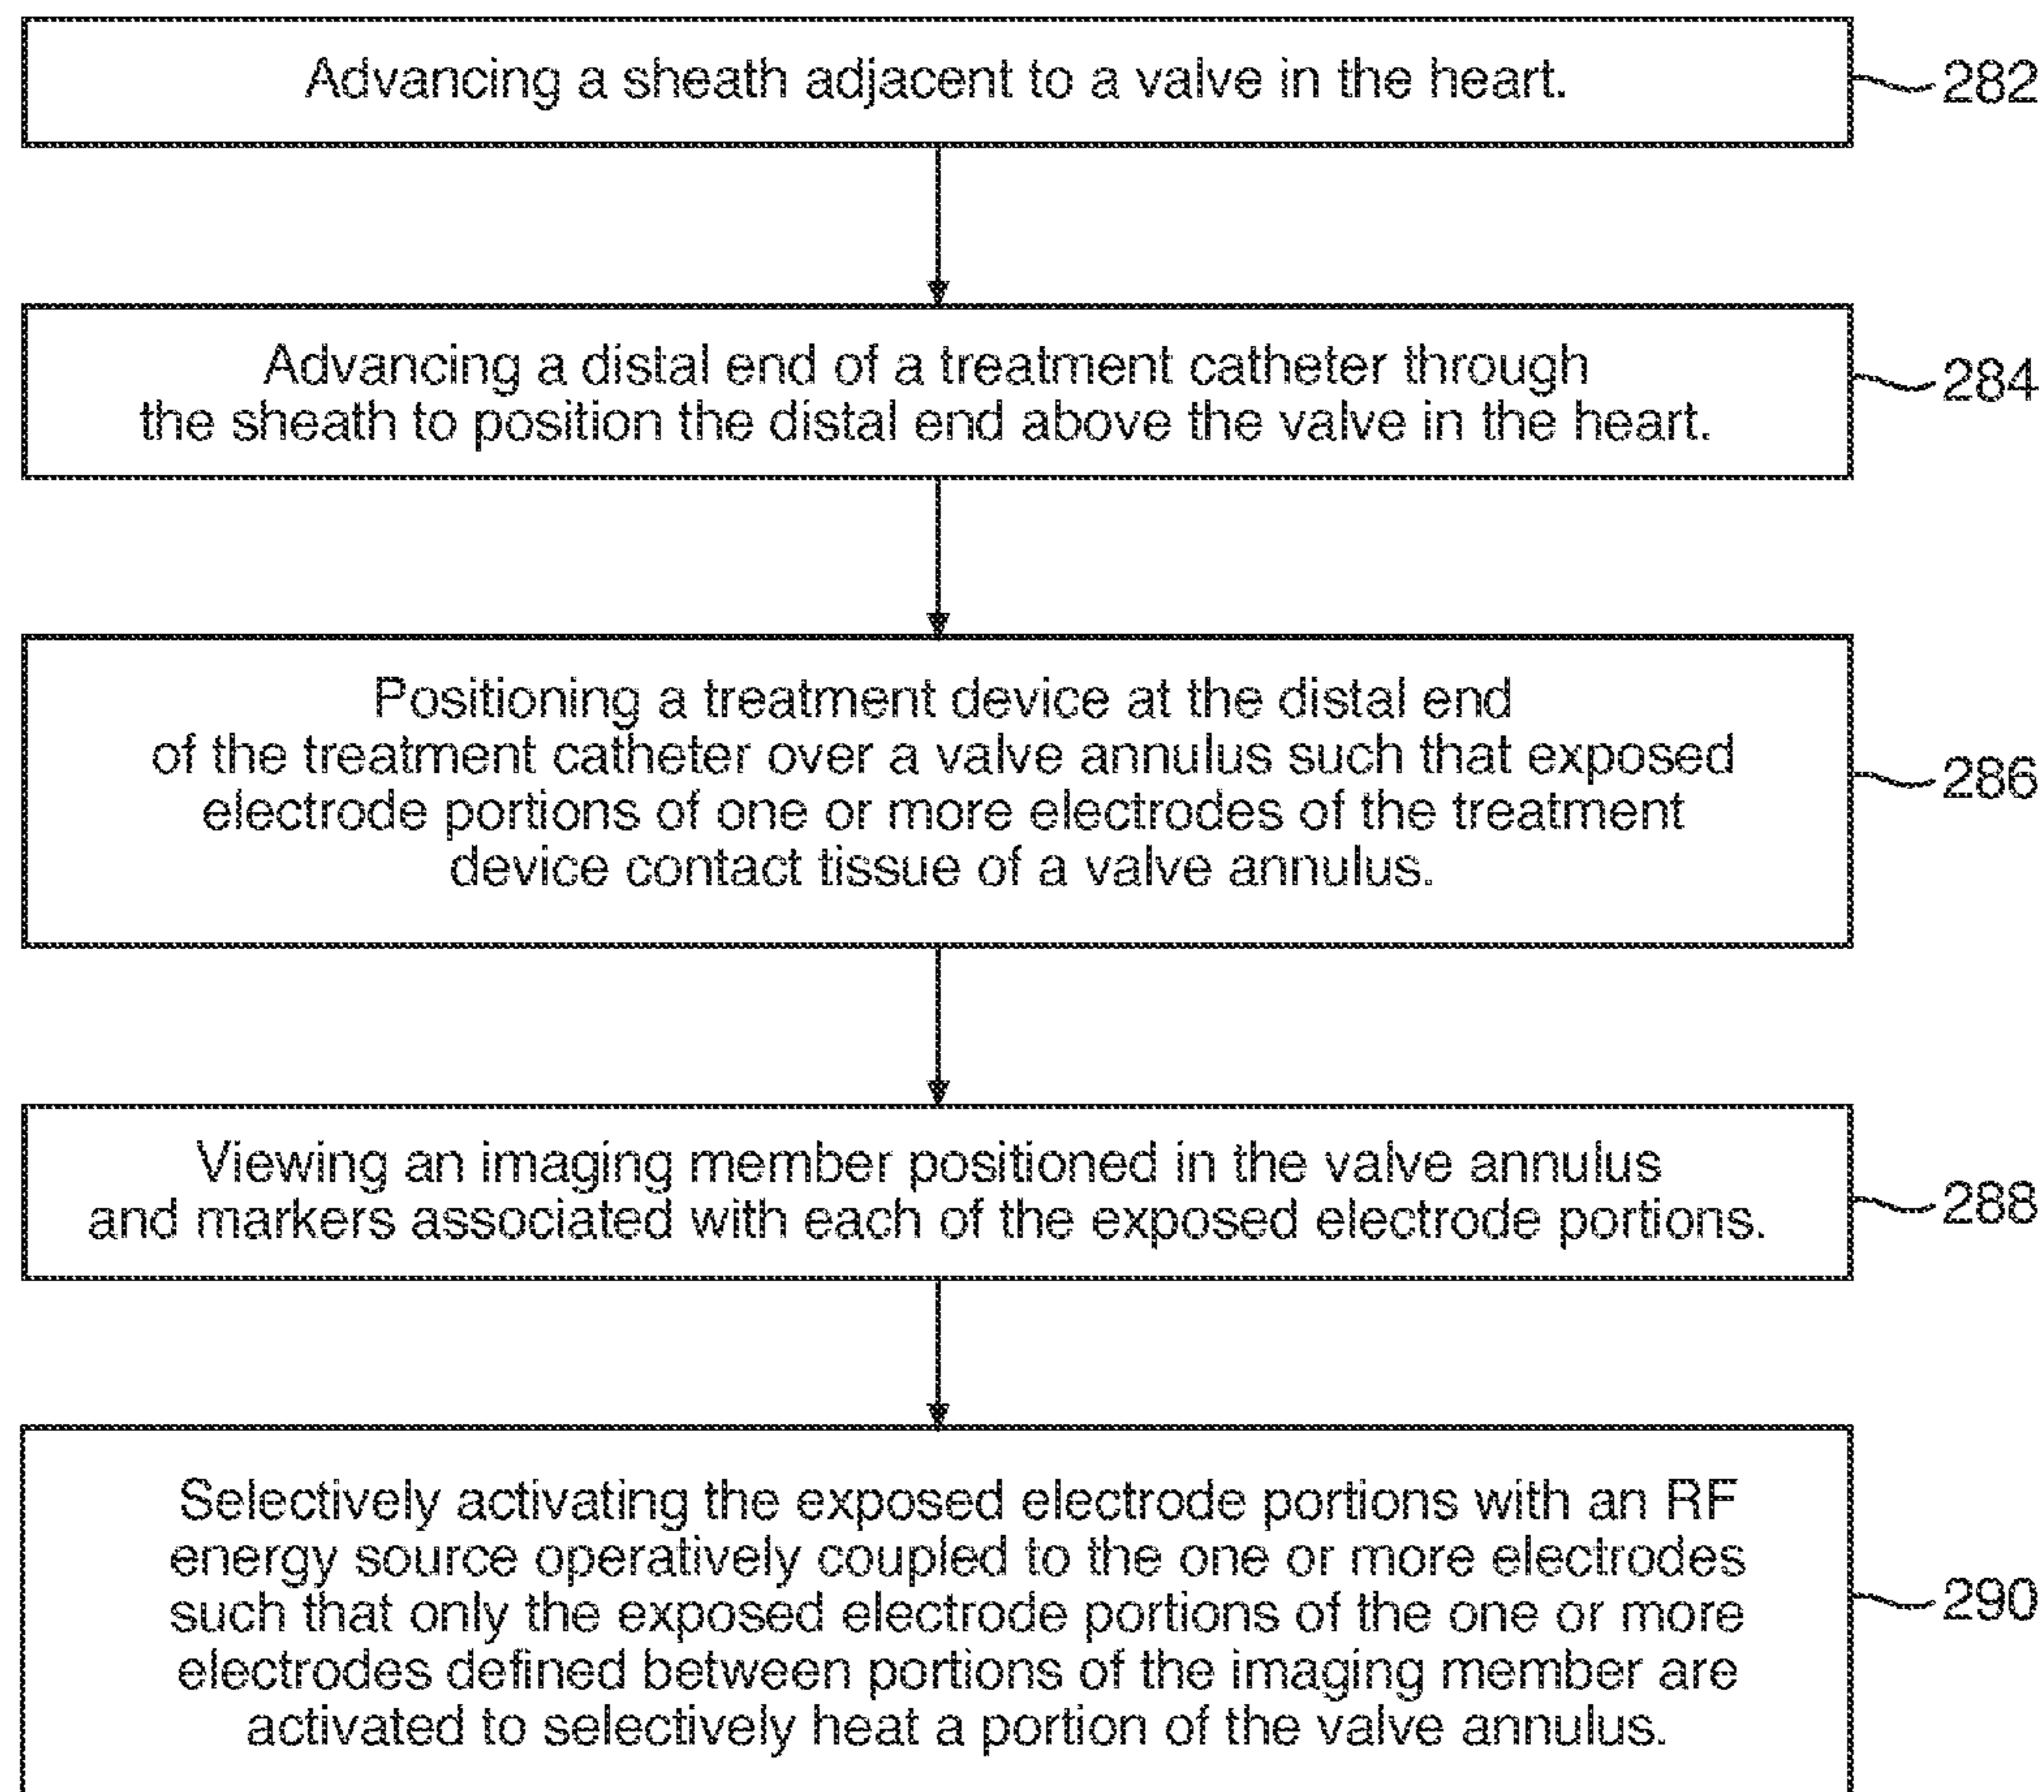 Advancing a sheath adjacent to a valve in the heart.
282
Advancing a distal end of a treatment catheter through
the sheath to position the distal end above the valve in the heart.
284
Positioning a treatment device at the distal end
of the treatment catheter over a valve annulus such that exposed
electrode portions of one or more electrodes of the treatment
device contact tissue of a valve annulus.
286
Viewing an imaging member positioned in the valve annulus
and markers associated with each of the exposed electrode portions.
288
Selectively activating the exposed electrode portions with an RF
energy source operatively coupled to the one or more electrodes
such that only the exposed electrode portions of the one or more
electrodes defined between portions of the imaging member are
activated to selectively heat a portion of the valve annulus.
290